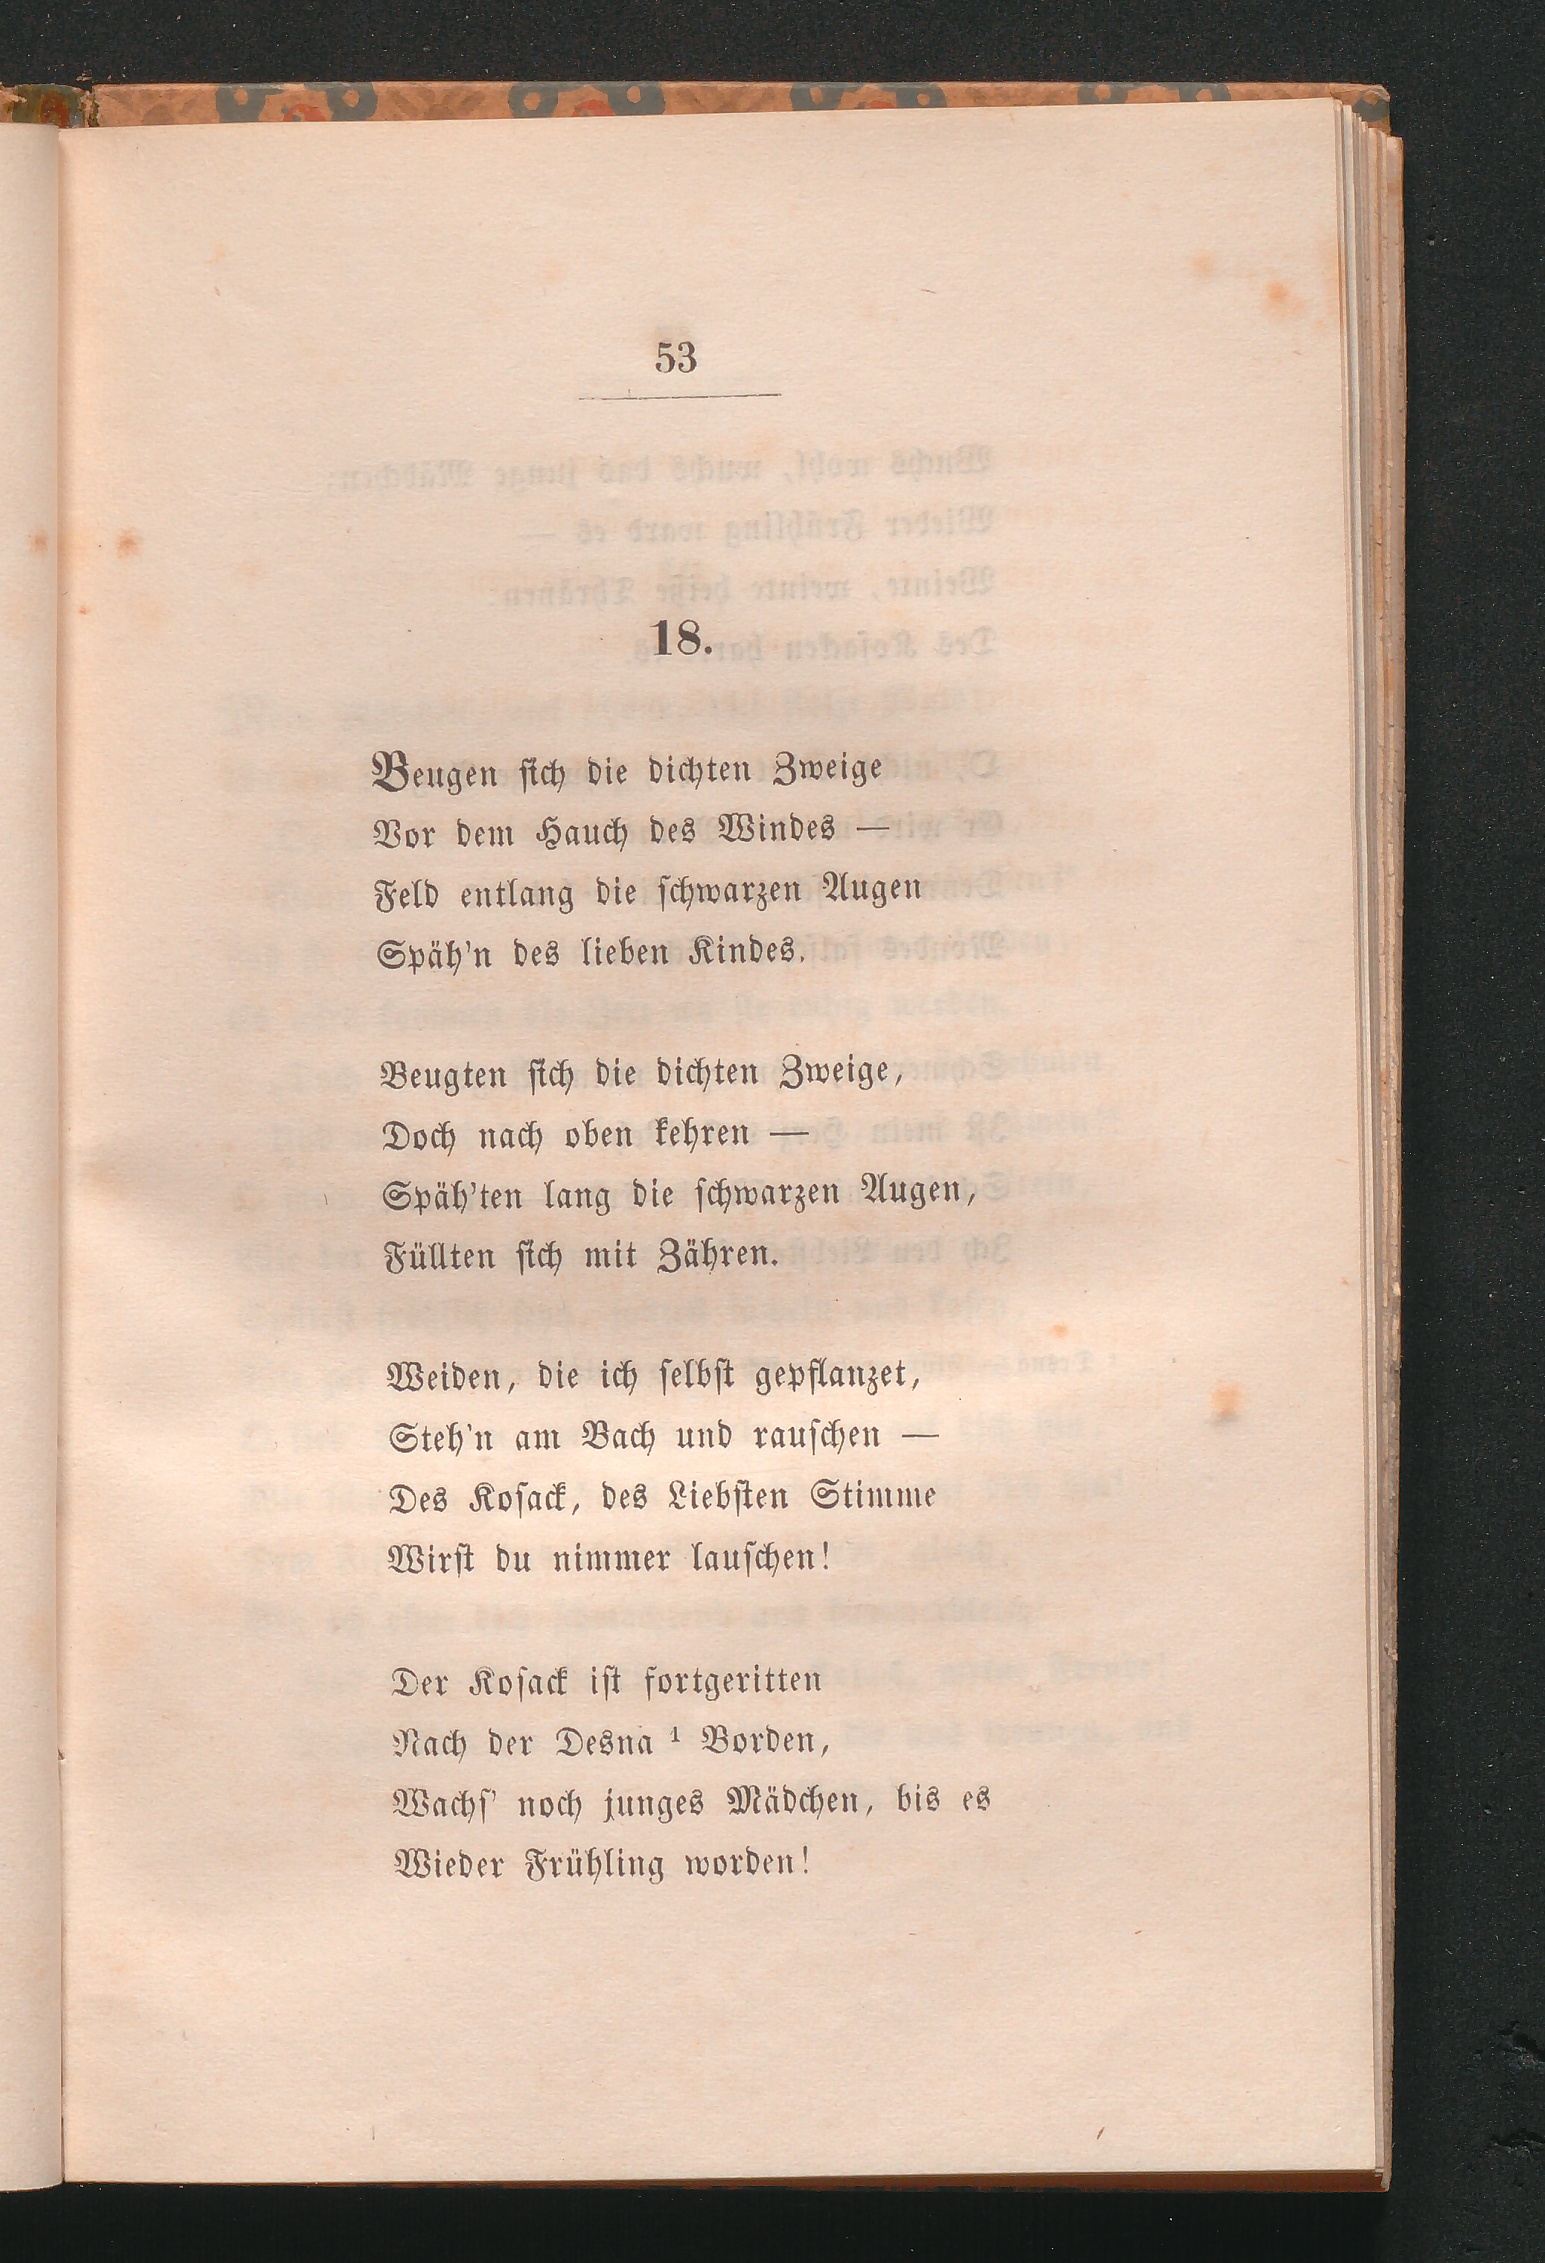 53
18.
Beugen sich die dichten Zweige
Vor dem Hauch des Windes —
Feld entlang die schwarzen Augen
Späh'n des lieben Kindes.
Beugten sich die dichten Zweige,
Doch nach oben kehren —
Späh'ten lang die schwarzen Augen,
Füllten sich mit Zähren.
Weiden, die ich selbst gepflanzet,
Steh'n am Bach und rauschen —
Des Kosack, des Liebsten Stimme
Wirst du nimmer lauschen!
Der Kosack ist fortgeritten
Nach der Desna ¹ Borden,
Wachs' noch junges Mädchen, bis es
Wieder Frühling worden!